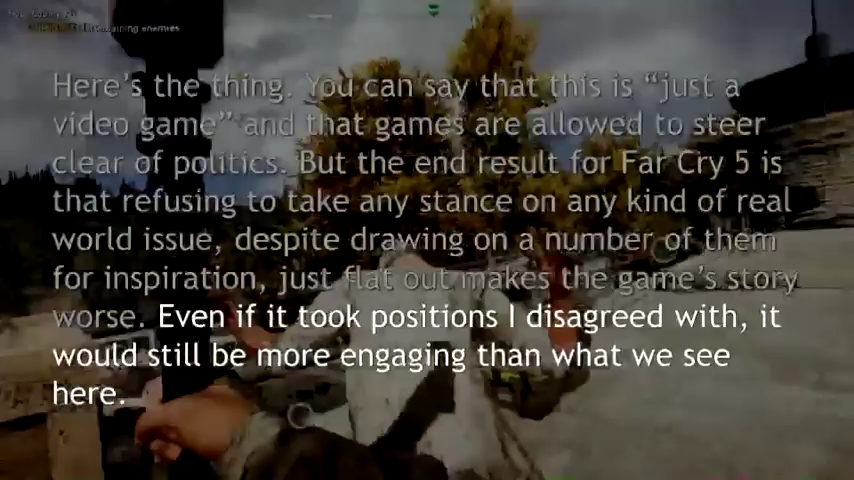 remaining enemies
Here's the thing. You can say that this is “just a
video game” and that games are allowed to steer
clear of politics. But the end result for Far Cry 5 is
that refusing to take any stance on any kind of real
world issue, despite drawing on a number of them
for inspiration, just flat out makes the game's story
worse. Even if it took positions I disagreed with, it
would still be more engaging than what we see
here.